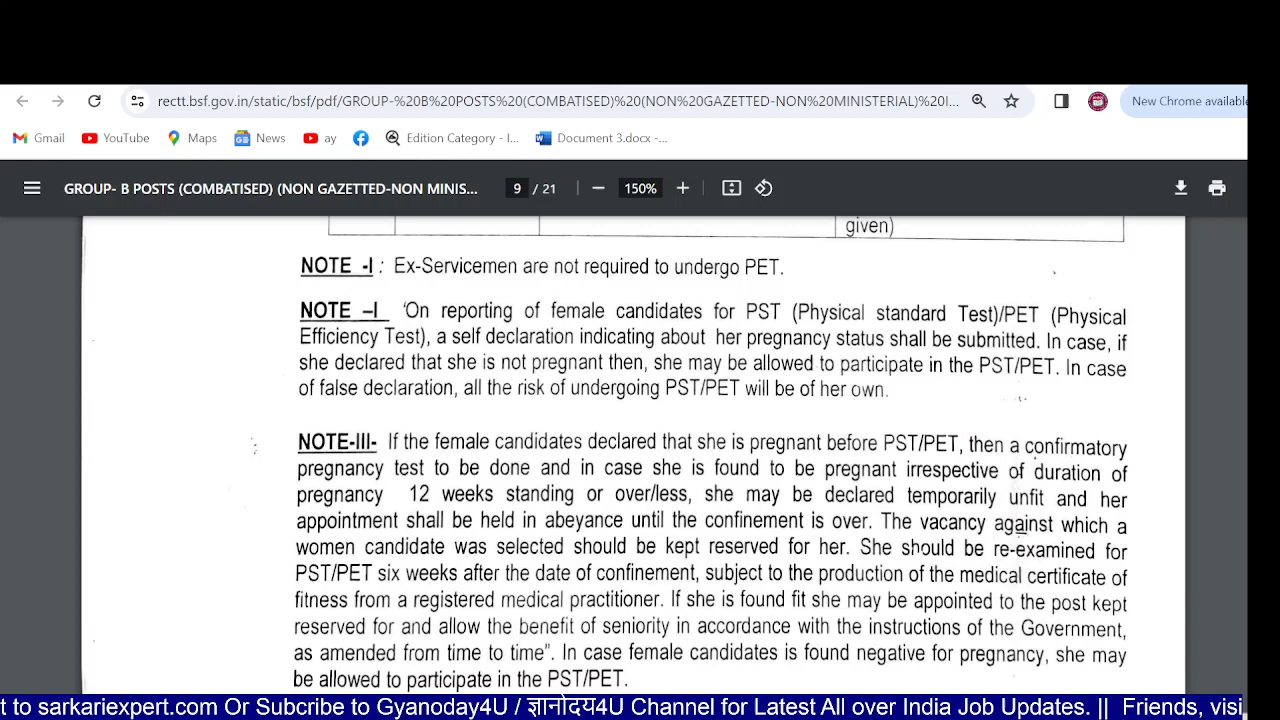 rectt.bsf.gov.in/static/bsf/pdf/GROUP-%20B%20POSTS%20(COMBATISED)%20(NON%20GAZETTED-NON%20MINISTERIAL)%20I...
New Chrome available
Gmail YouTube Maps News ay Edition Category - I... Document 3.docx -...
GROUP- B POSTS (COMBATISED) (NON GAZETTED-NON MINIS... 9 / 21 150%
given)
NOTE -I : Ex-Servicemen are not required to undergo PET.
NOTE –I 'On reporting of female candidates for PST (Physical standard Test)/PET (Physical
Efficiency Test), a self declaration indicating about her pregnancy status shall be submitted. In case, if
she declared that she is not pregnant then, she may be allowed to participate in the PST/PET. In case
of false declaration, all the risk of undergoing PST/PET will be of her own.
NOTE-III- If the female candidates declared that she is pregnant before PST/PET, then a confirmatory
pregnancy test to be done and in case she is found to be pregnant irrespective of duration of
pregnancy 12 weeks standing or over/less, she may be declared temporarily unfit and her
appointment shall be held in abeyance until the confinement is over. The vacancy against which a
women candidate was selected should be kept reserved for her. She should be re-examined for
PST/PET six weeks after the date of confinement, subject to the production of the medical certificate of
fitness from a registered medical practitioner. If she is found fit she may be appointed to the post kept
reserved for and allow the benefit of seniority in accordance with the instructions of the Government,
as amended from time to time". In case female candidates is found negative for pregnancy, she may
be allowed to participate in the PST/PET.
t to sarkariexpert.com Or Subcribe to Gyanoday4U / ज्ञानोदय4U Channel for Latest All over India Job Updates. || Friends, visi